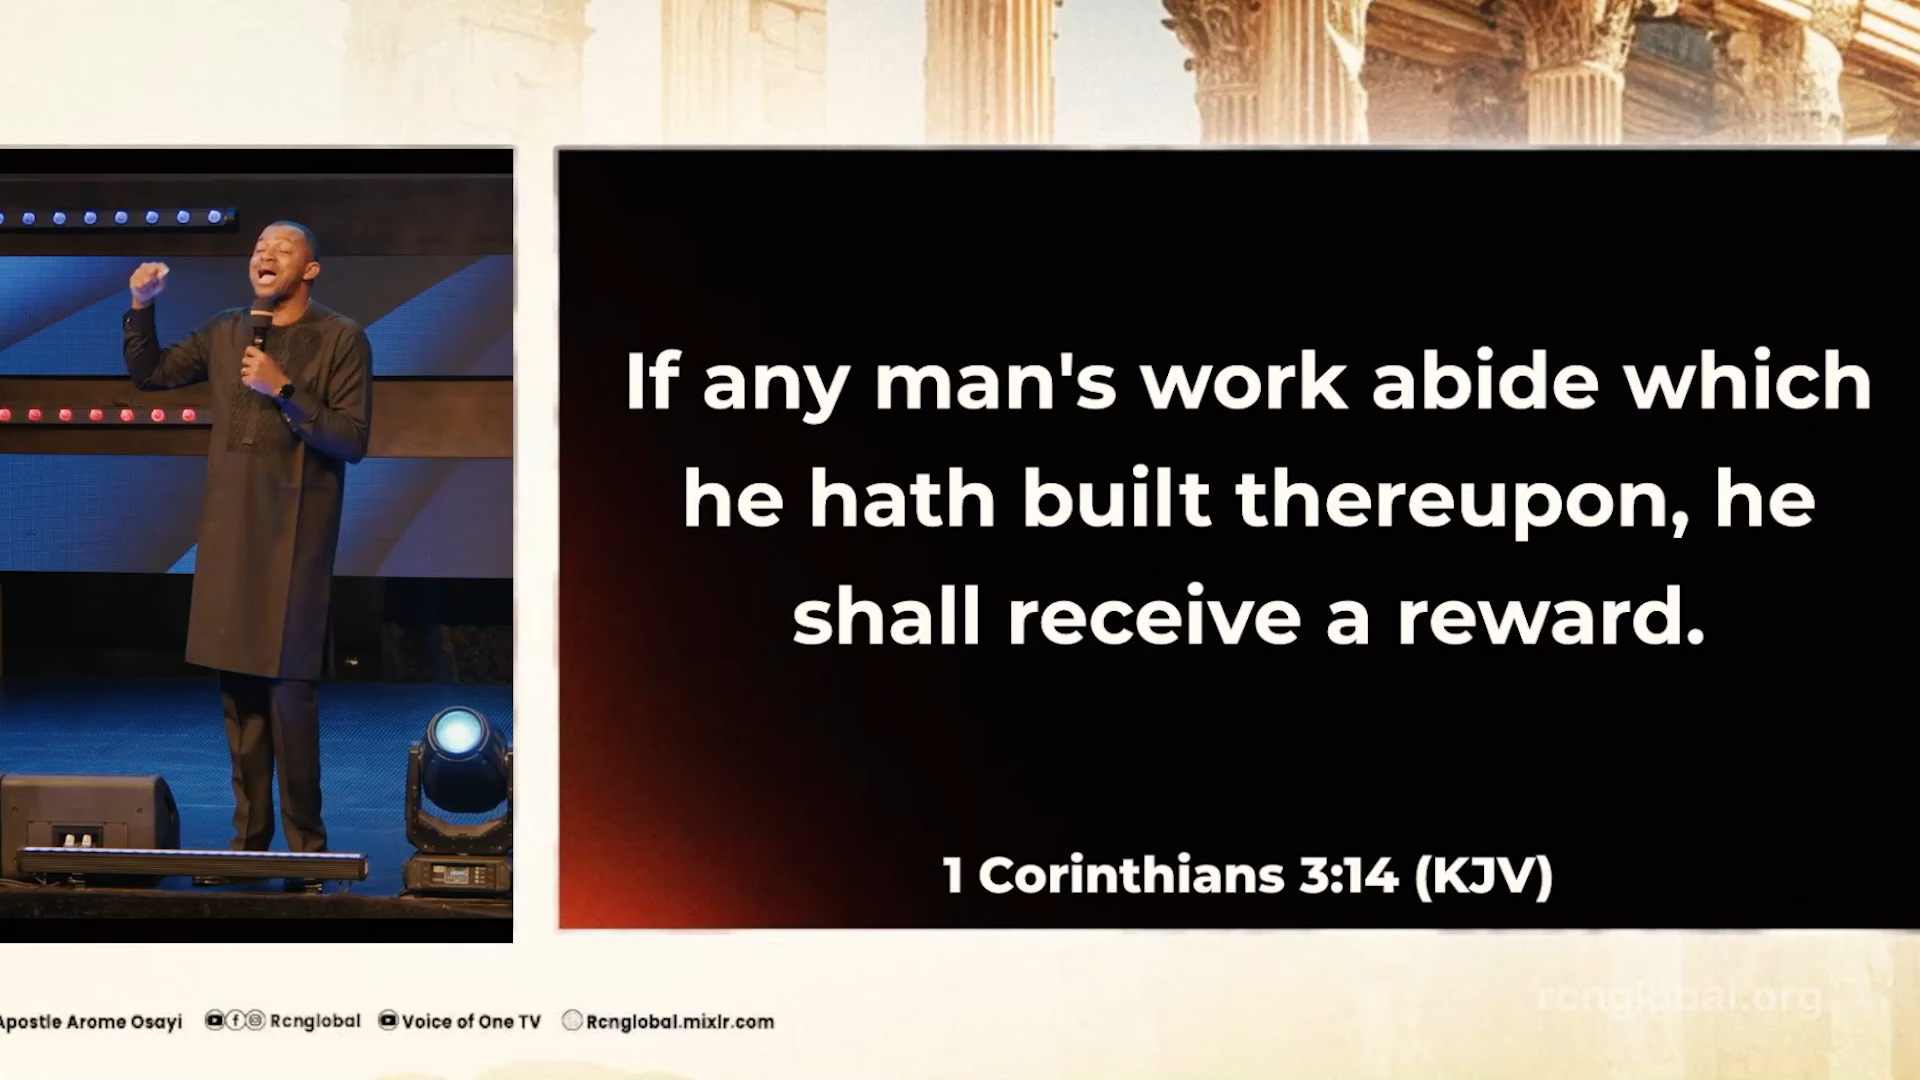 If any man's work abide which
he hath built thereupon, he
shall receive a reward.
1 Corinthians 3:14 (KJV)
rcnglobal.org
Apostle Arome Osayi Rcnglobal Voice of One TV Rcnglobal.mixlr.com